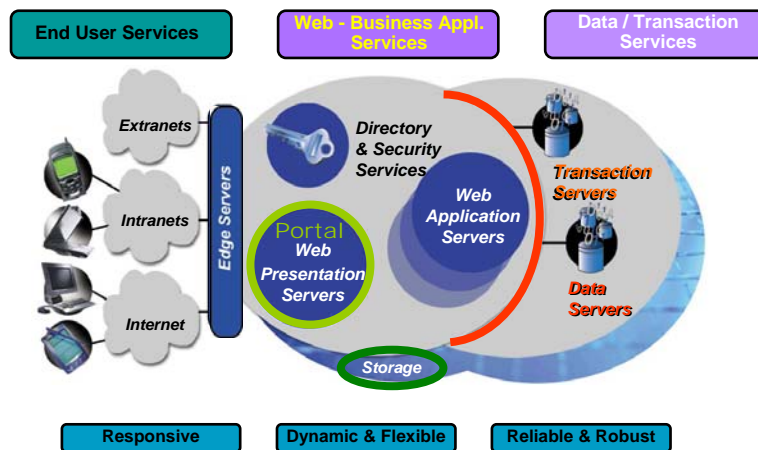 End User Services
Web - Business Appl.
Services
Data / Transaction
Services
Extranets
Intranets
Internet
Edge Servers
Directory
& Security
Services
Portal
Web
Presentation
Servers
Web
Application
Servers
Transaction
Servers
Data
Servers
Storage
Responsive
Dynamic & Flexible
Reliable & Robust